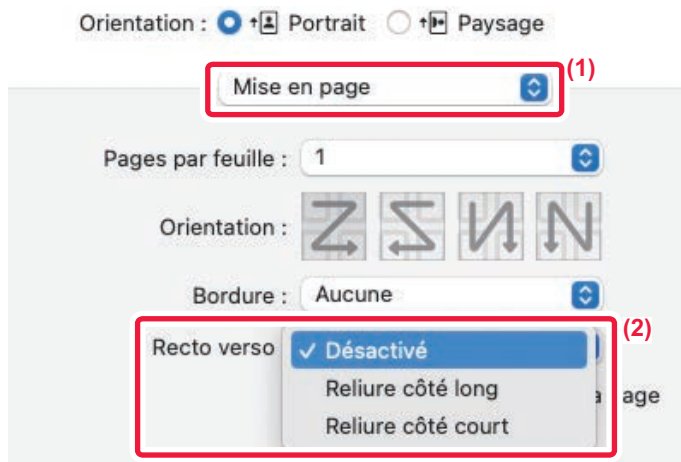 Orientation : Portrait Paysage
(1)
Mise en page
Pages par feuille : 1
Orientation :
Bordure : Aucune
(2)
Recto verso ✓ Désactivé
Reliure côté long
age
Reliure côté court